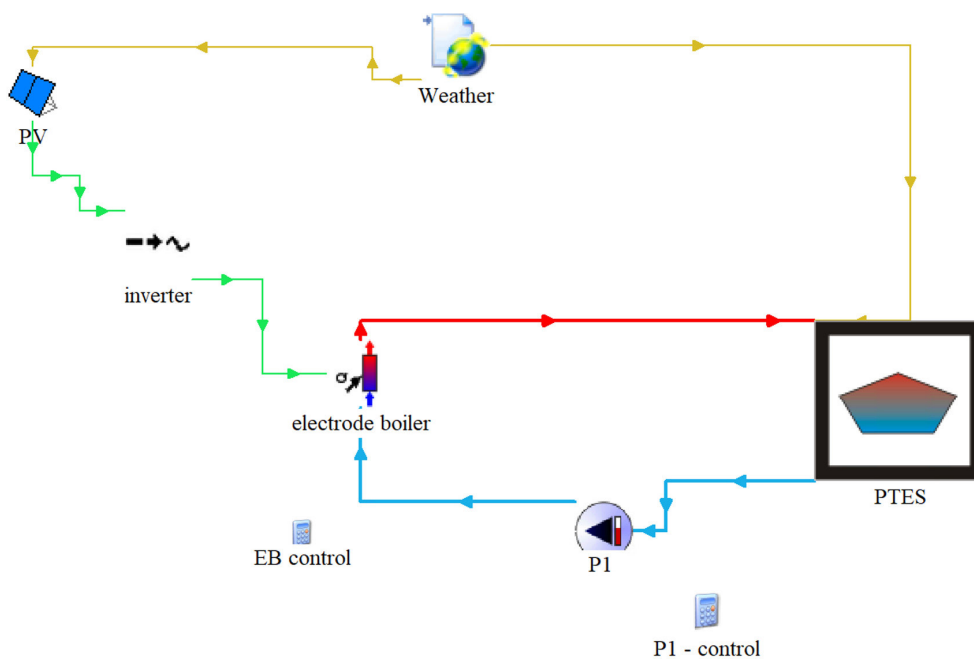 Weather
PV
inverter
electrode boiler
PTES
EB control
P1
P1 - control